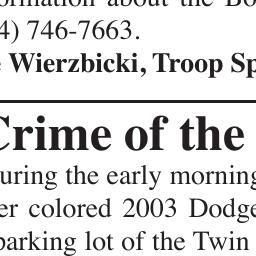 about the Bo
4) 746-7663.
Wierzbicki, Troop Sp
Crime of the
uring the early morning
er colored 2003 Dodge
parking lot of the Twin